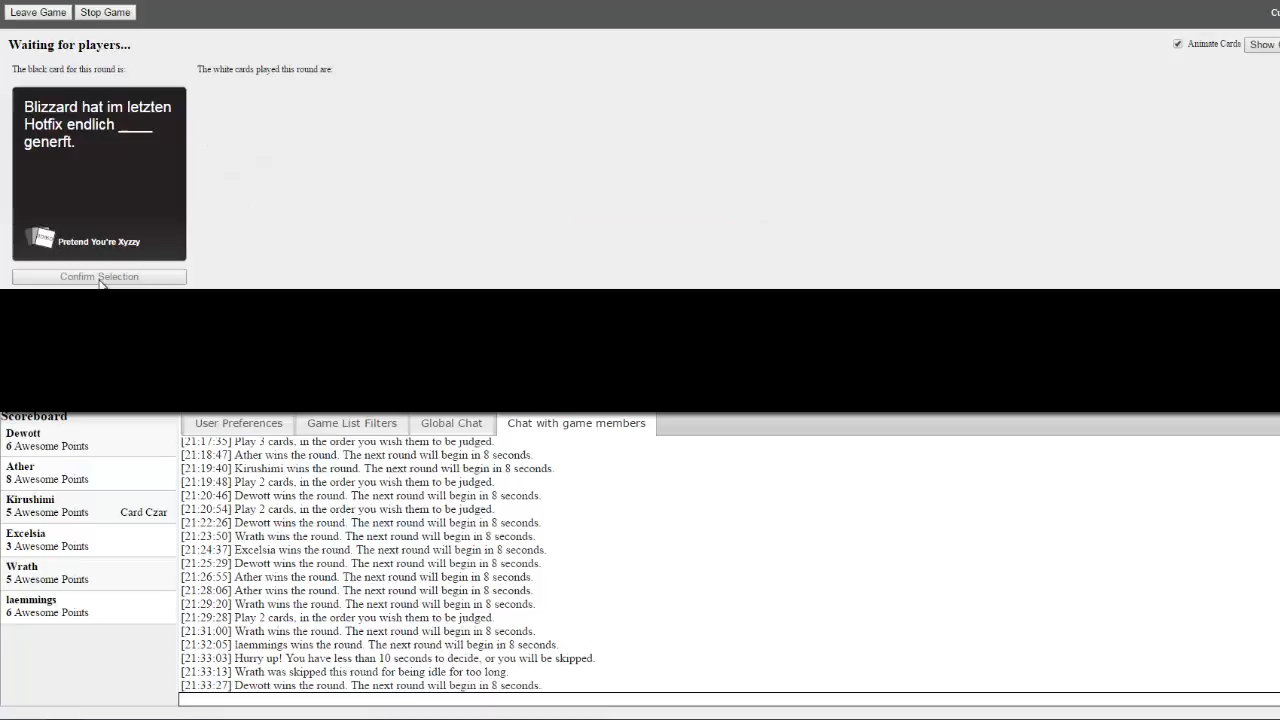 Leave Game Stop Game
Waiting for players...
Animate Cards Show
The black card for this round is:
The white cards played this round are:
Blizzard hat im letzten
Hotfix endlich ____
generft.
Pretend You're Xyzzy
Confirm Selection
Scoreboard
User Preferences Game List Filters Global Chat Chat with game members
Dewott
6 Awesome Points
Ather
8 Awesome Points
Kirushimi
5 Awesome Points Card Czar
Excelsia
3 Awesome Points
Wrath
5 Awesome Points
laemmings
6 Awesome Points
[21:17:35] Play 3 cards, in the order you wish them to be judged.
[21:18:47] Ather wins the round. The next round will begin in 8 seconds.
[21:19:40] Kirushimi wins the round. The next round will begin in 8 seconds.
[21:19:48] Play 2 cards, in the order you wish them to be judged.
[21:20:46] Dewott wins the round. The next round will begin in 8 seconds.
[21:20:54] Play 2 cards, in the order you wish them to be judged.
[21:22:26] Dewott wins the round. The next round will begin in 8 seconds.
[21:23:50] Wrath wins the round. The next round will begin in 8 seconds.
[21:24:37] Excelsia wins the round. The next round will begin in 8 seconds.
[21:25:29] Dewott wins the round. The next round will begin in 8 seconds.
[21:26:55] Ather wins the round. The next round will begin in 8 seconds.
[21:28:06] Ather wins the round. The next round will begin in 8 seconds.
[21:29:20] Wrath wins the round. The next round will begin in 8 seconds.
[21:29:28] Play 2 cards, in the order you wish them to be judged.
[21:31:00] Wrath wins the round. The next round will begin in 8 seconds.
[21:32:05] laemmings wins the round. The next round will begin in 8 seconds.
[21:33:03] Hurry up! You have less than 10 seconds to decide, or you will be skipped.
[21:33:13] Wrath was skipped this round for being idle for too long.
[21:33:27] Dewott wins the round. The next round will begin in 8 seconds.